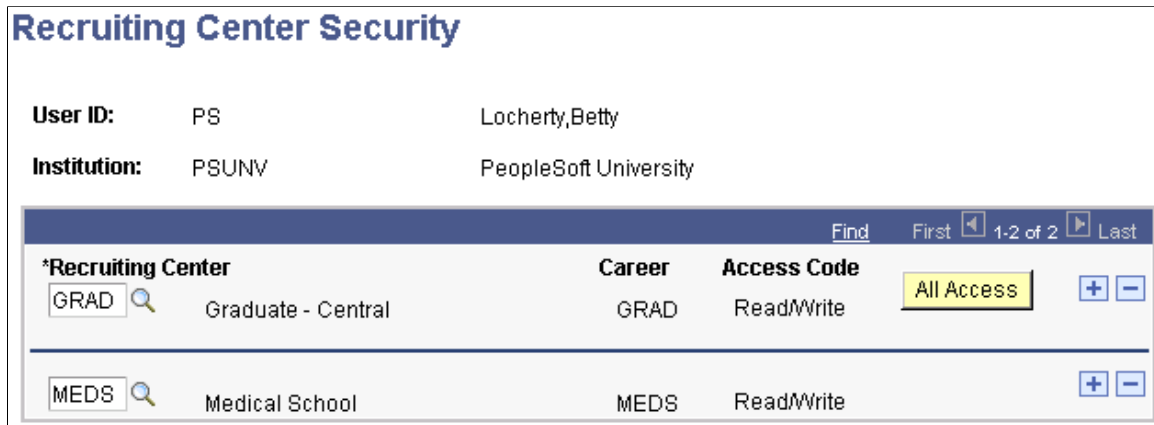 Recruiting Center Security
User ID: PS Locherty,Betty
Institution: PSUNV PeopleSoft University
Find First 1-2 of 2 Last
*Recruiting Center Career Access Code
GRAD Graduate - Central GRAD Read/Write All Access
MEDS Medical School MEDS Read/Write